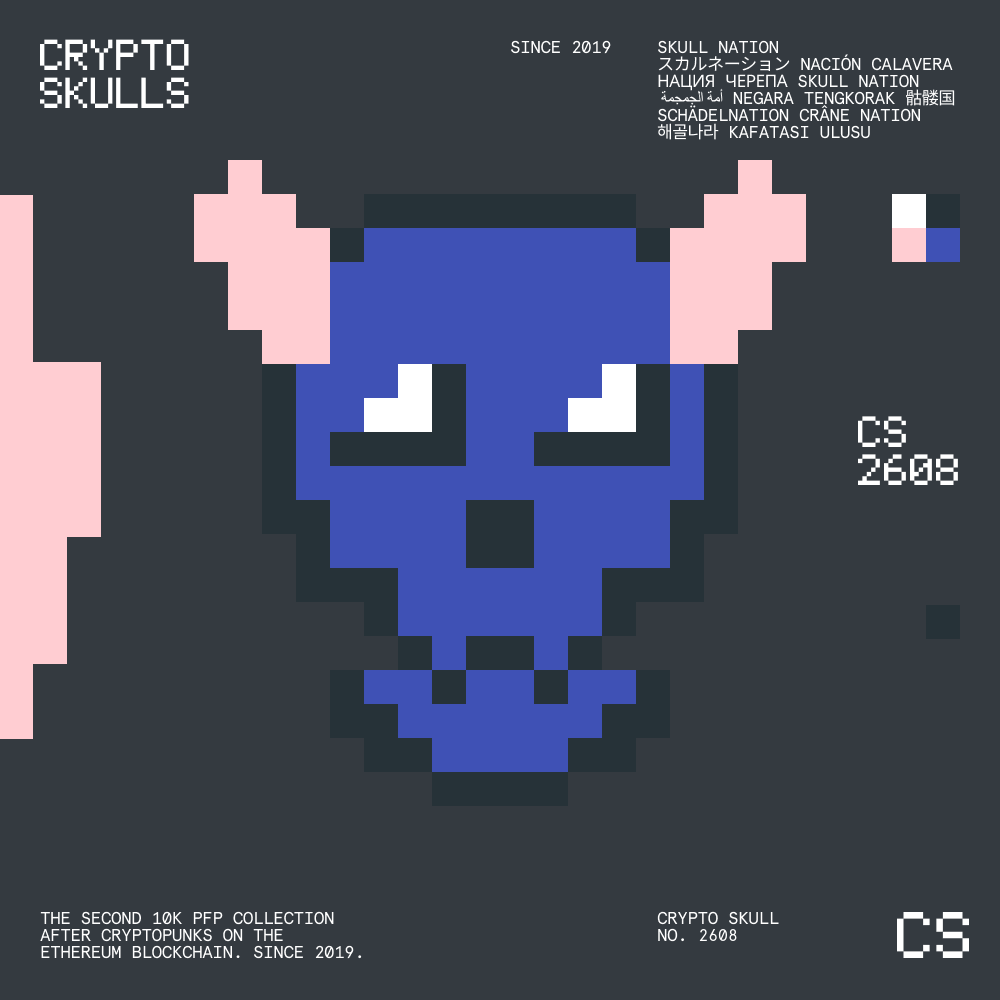 CRYPTO
SKULLS
SINCE 2019
SKULL NATION
スカルネーション NACIÓN CALAVERA
НАЦИЯ ЧЕРЕПА SKULL NATION
أمة الجمجمة NEGARA TENGKORAK 骷髅国
SCHÄDELNATION CRÂNE NATION
해골나라 KAFATASI ULUSU
CS
2608
THE SECOND 10K PFP COLLECTION
AFTER CRYPTOPUNKS ON THE
ETHEREUM BLOCKCHAIN. SINCE 2019.
CRYPTO SKULL
NO. 2608
CS